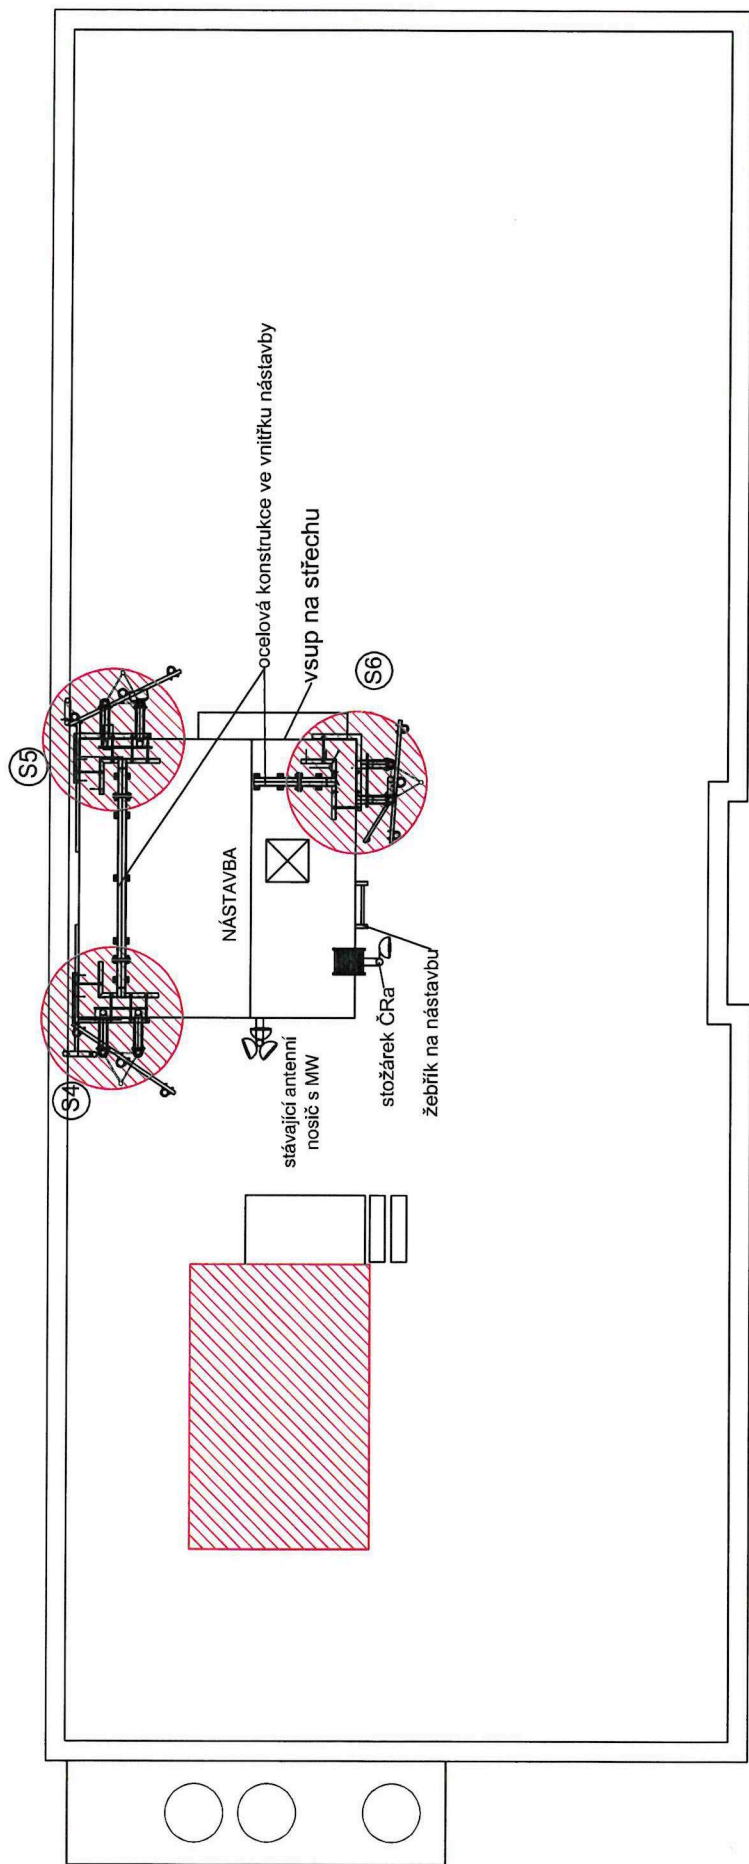 S5
S4
S6
ocelová konstrukce ve vnitřku nástavby
vsup na střechu
NÁSTAVBA
stávající antenní
nosič s MW
stožárek ČRa
žebřík na nástavbu